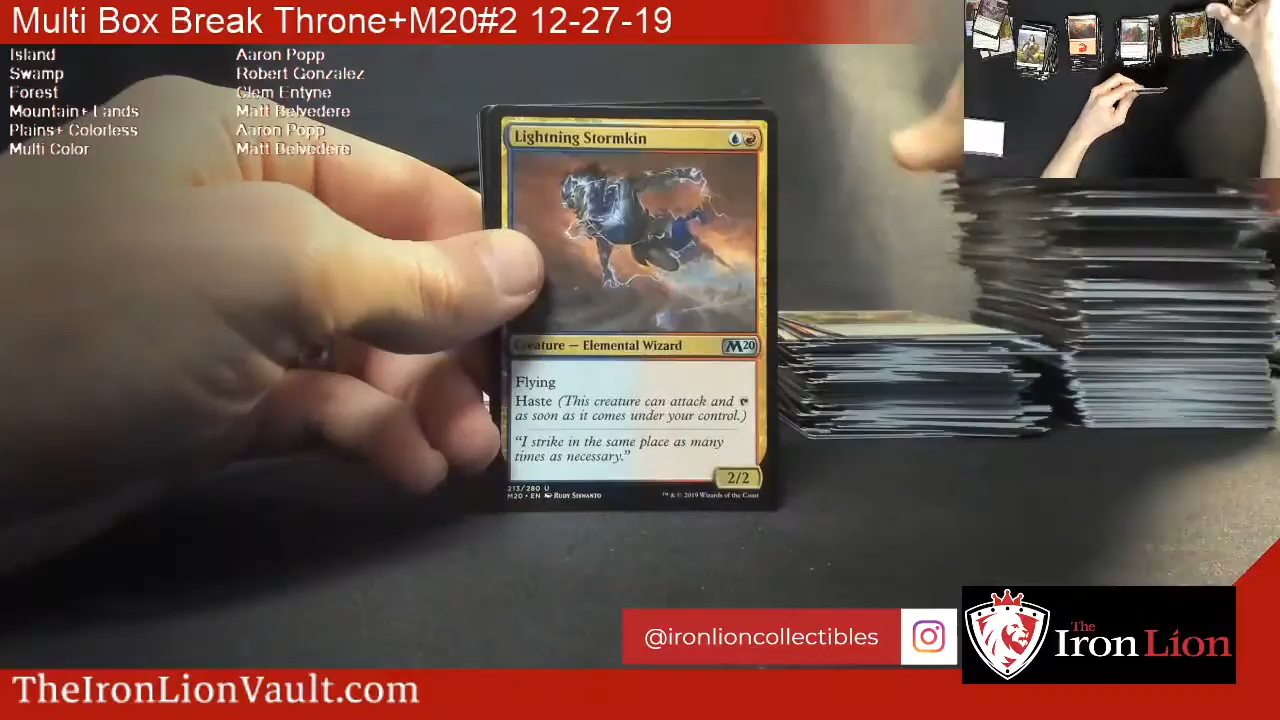 Multi Box Break Throne+M20#2 12-27-19
Island Aaron Popp
Swamp Robert Gonzalez
Forest Clem Entyne
Mountain+ Lands Matt Belvedere
Plains+ Colorless Aaron Popp
Multi Color Matt Belvedere
Lightning Stormkin
Creature — Elemental Wizard M20
Flying
Haste (This creature can attack and
as soon as it comes under your control.)
"I strike in the same place as many
times as necessary."
2/2
213/280 U
M20 • EN Rudy Siswanto ™ & © 2019 Wizards of the Coast
@ironlioncollectibles
The
Iron Lion
TheIronLionVault.com